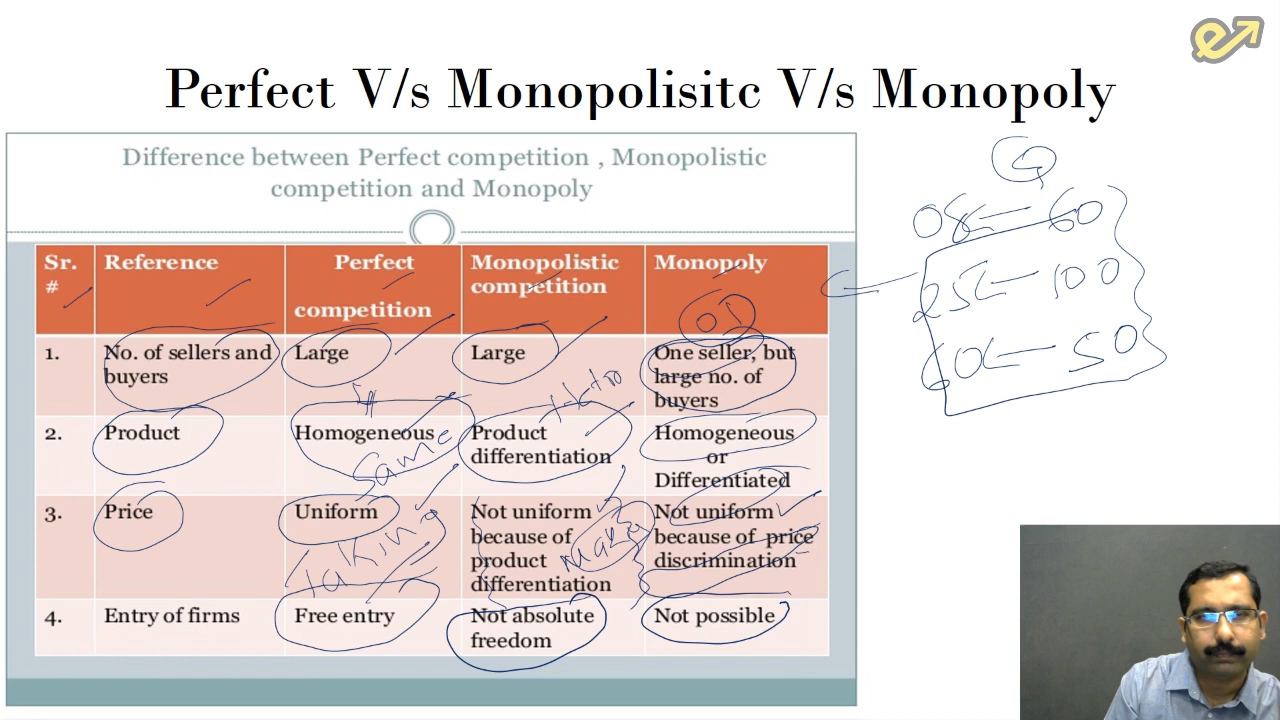 Perfect V/s Monopolisitc V/s Monopoly
Difference between Perfect competition , Monopolistic
competition and Monopoly
Sr.
#
Reference
Perfect
competition
Monopolistic
competition
Monopoly
1.
No. of sellers and
buyers
Large
Large
01
One seller, but
large no. of
buyers
2.
Product
Homogeneous
Same
Product
differentiation
Homogeneous
or
Differentiated
3.
Price
Uniform
Taking
Not uniform
because of
product
differentiation
Not uniform
because of price
discrimination
4.
Entry of firms
Free entry
Not absolute
freedom
Not possible
60
100
50